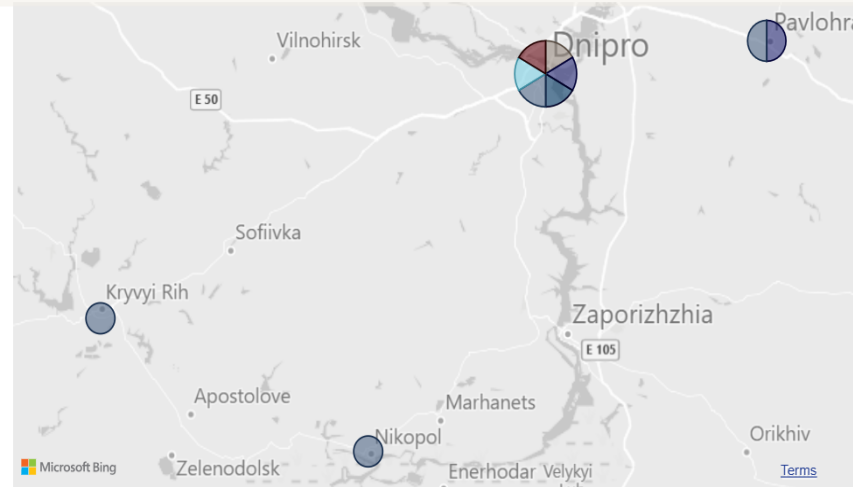 Pavlohra
Vilnohirsk
Dnipro
E 50
Sofiivka
Kryvyi Rih
Zaporizhzhia
E 105
Apostolove
Marhanets
Nikopol
Orikhiv
Microsoft Bing
Zelenodolsk
Enerhodar
Velykyi
Terms